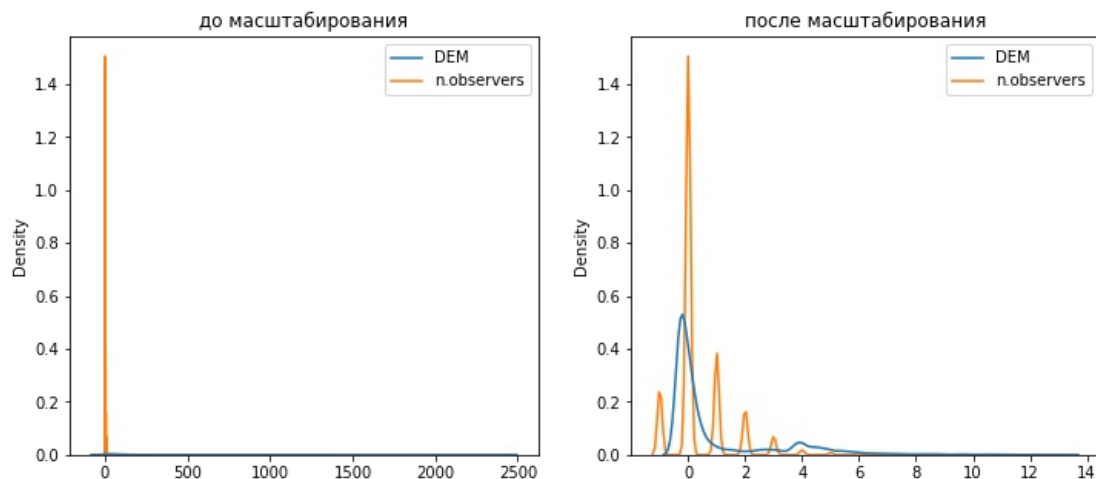 до масштабирования
DEM
n.observers
Density
1.4
1.2
1.0
0.8
0.6
0.4
0.2
0.0
0 500 1000 1500 2000 2500
после масштабирования
DEM
n.observers
Density
1.4
1.2
1.0
0.8
0.6
0.4
0.2
0.0
0 2 4 6 8 10 12 14